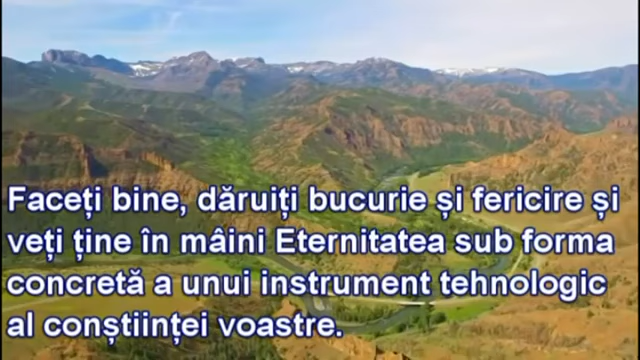 Faceți bine, dăruiți bucurie și fericire și
veți ține în mâini Eternitatea sub forma
concretă a unui instrument tehnologic
al conștiinței voastre.